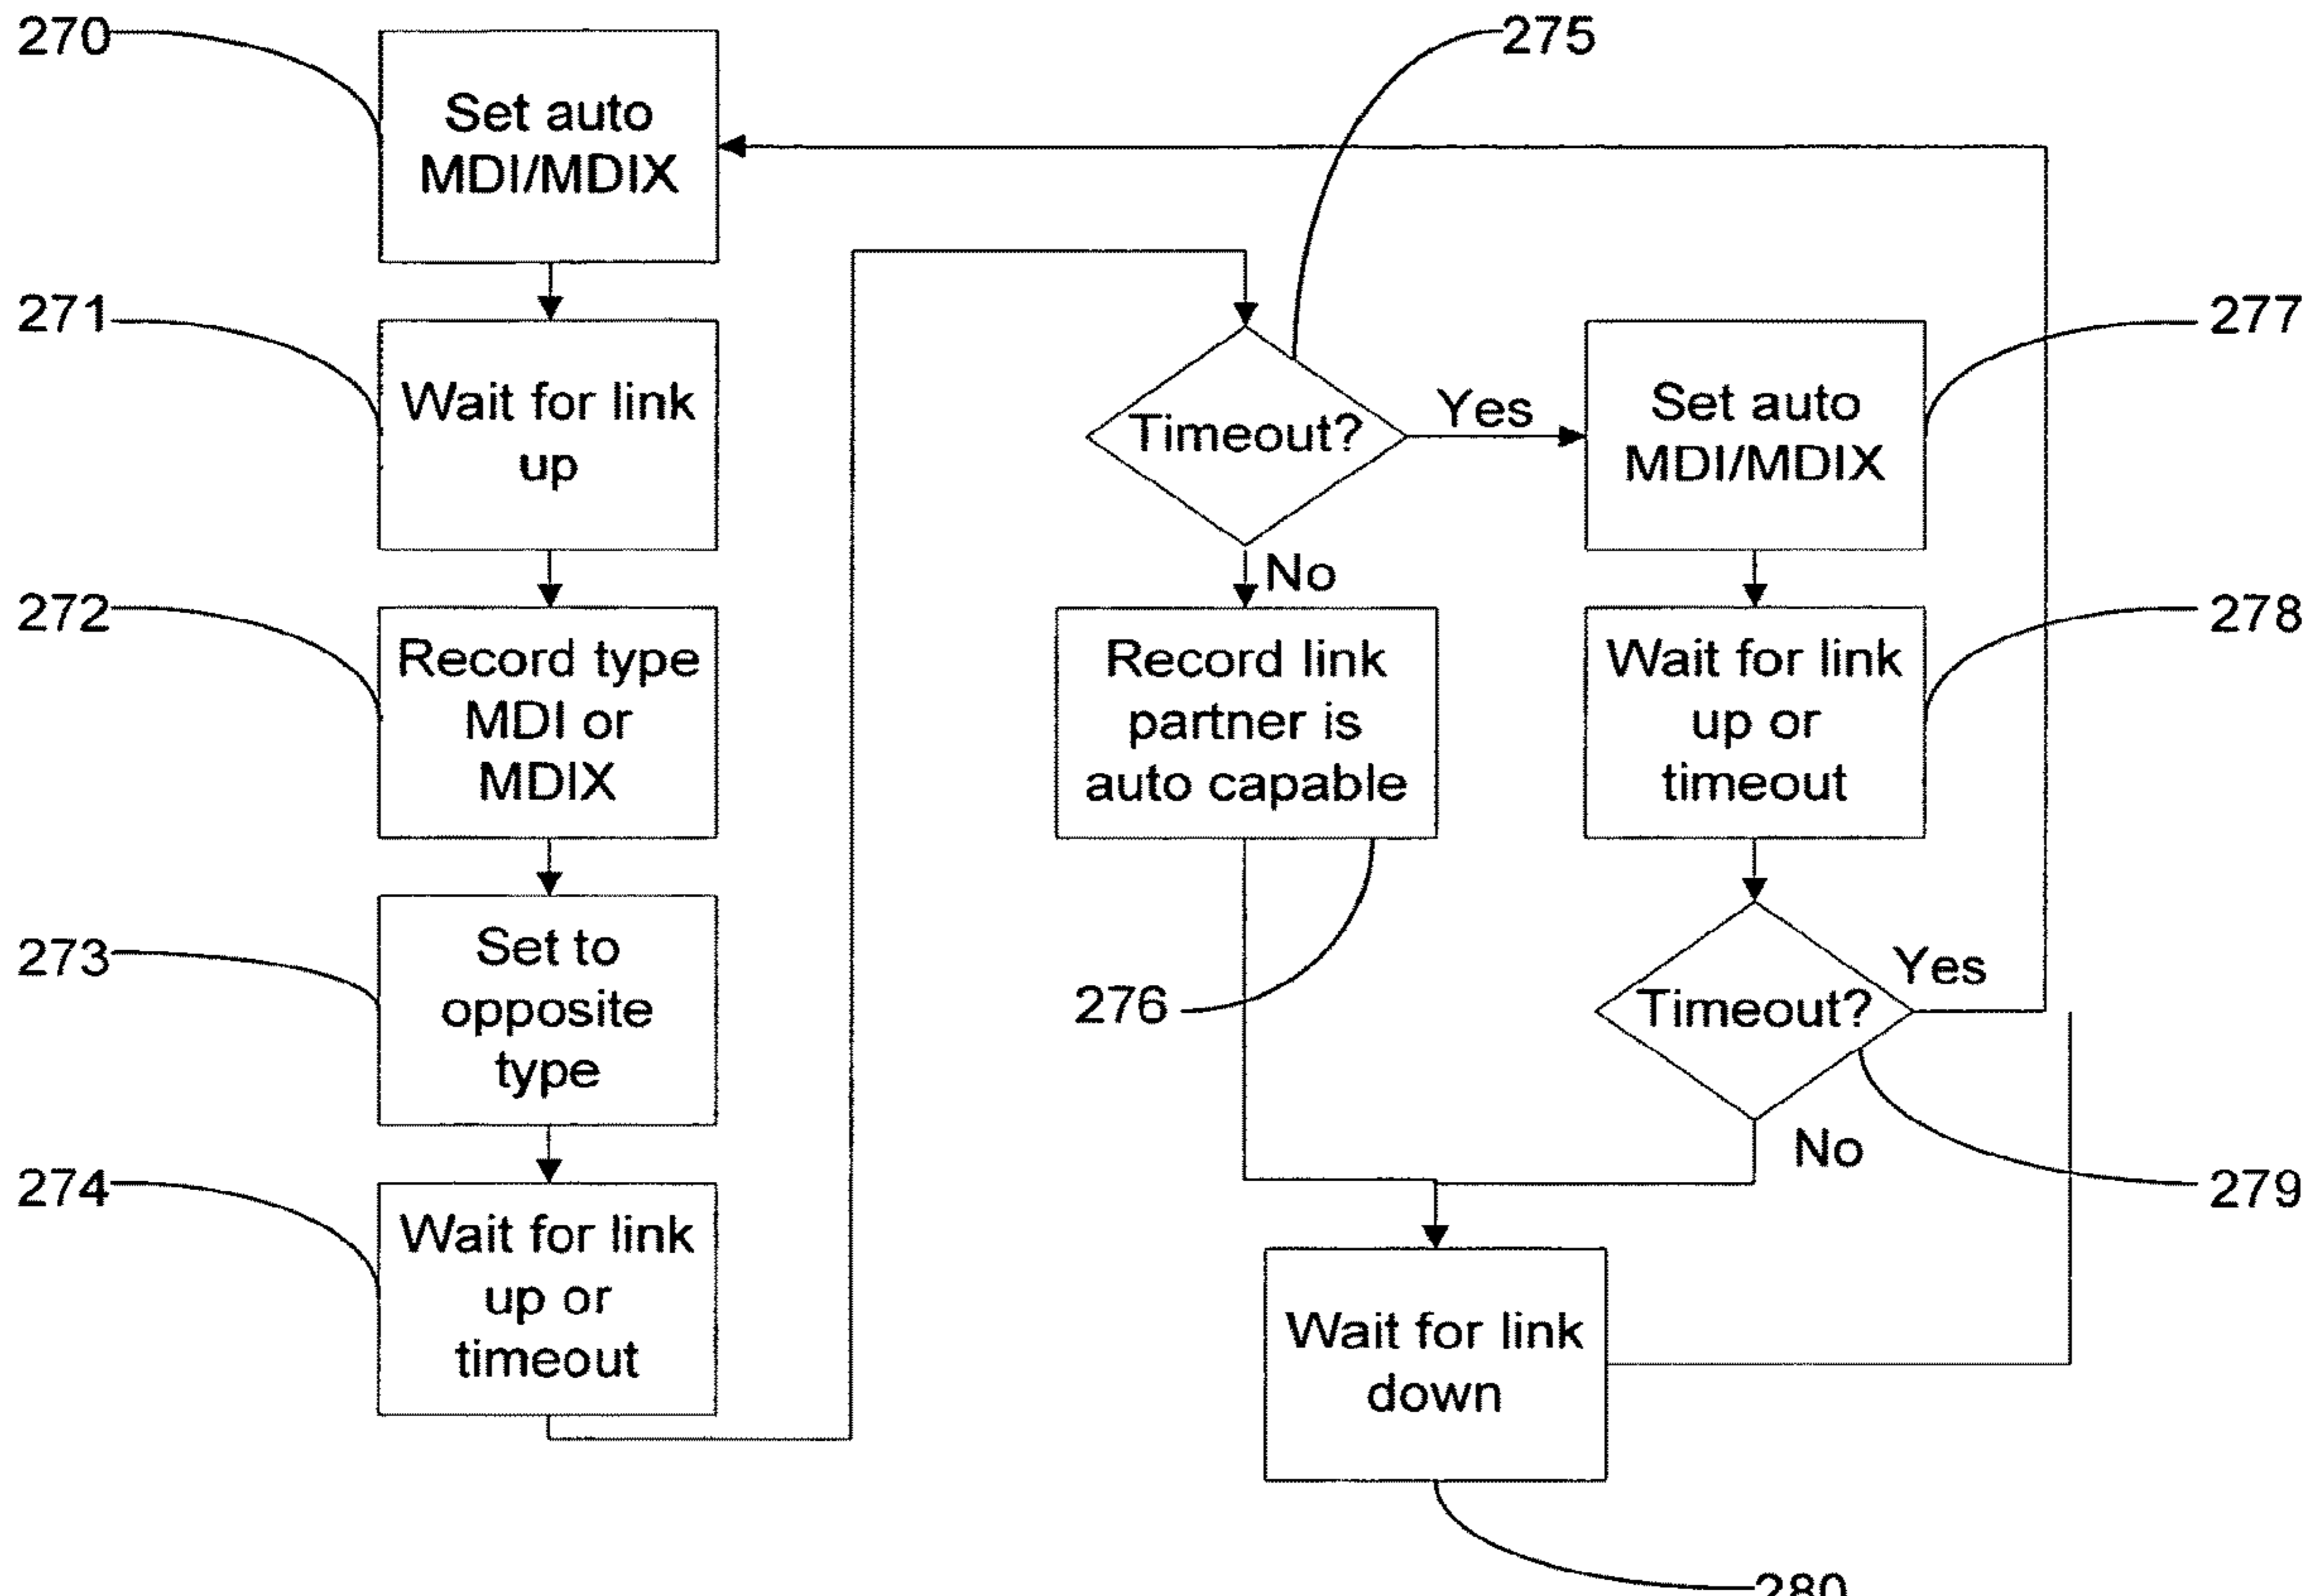 270
Set auto
MDI/MDIX
271
Wait for link
up
272
Record type
MDI or
MDIX
273
Set to
opposite
type
274
Wait for link
up or
timeout
275
Timeout?
Yes
No
Record link
partner is
auto capable
276
Set auto
MDI/MDIX
277
Wait for link
up or
timeout
278
Timeout?
Yes
No
279
Wait for link
down
280